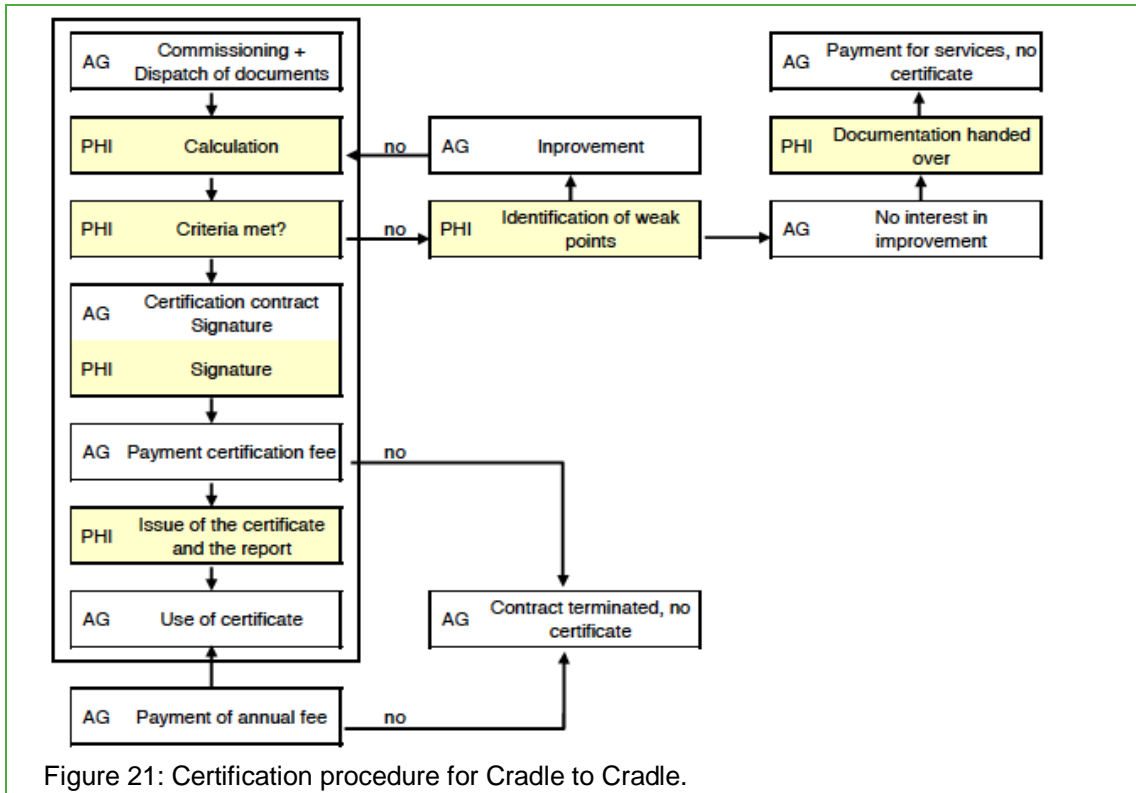 AG Commissioning +
Dispatch of documents
AG Payment for services, no
certificate
PHI Calculation
no
AG Inprovement
PHI Documentation handed
over
PHI Criteria met?
no
PHI Identification of weak
points
AG No interest in
improvement
AG Certification contract
Signature
PHI Signature
AG Payment certification fee
no
PHI Issue of the certificate
and the report
AG Use of certificate
AG Contract terminated, no
certificate
AG Payment of annual fee
no
Figure 21: Certification procedure for Cradle to Cradle.